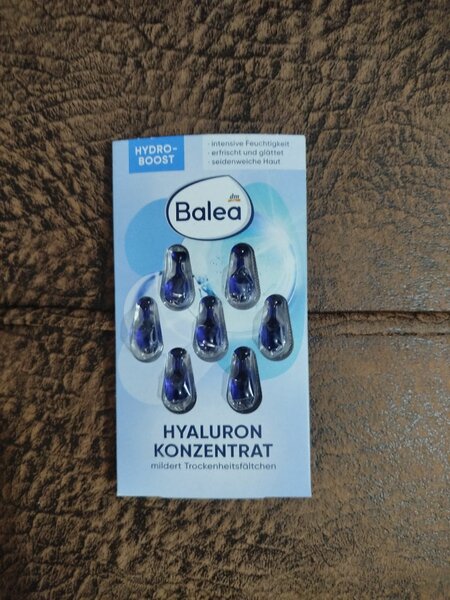 HYDRO-
BOOST
· intensive Feuchtigkeit
· erfrischt und glättet
· seidenweiche Haut
dm
Balea
HYALURON
KONZENTRAT
mildert Trockenheitsfältchen